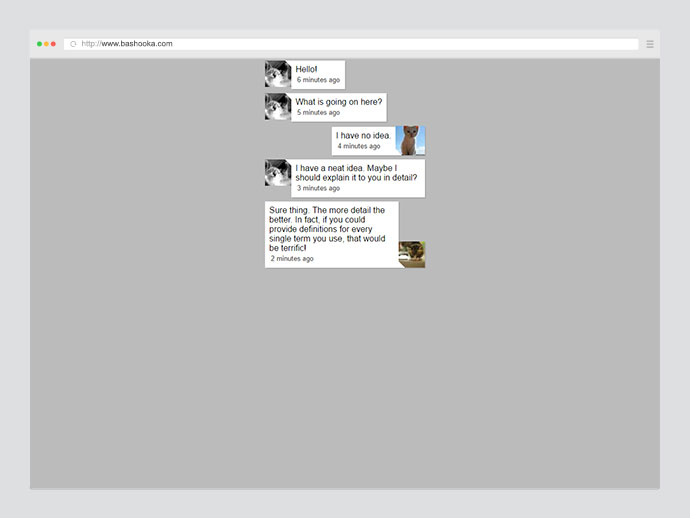 http://www.bashooka.com
Hello!
6 minutes ago
What is going on here?
5 minutes ago
I have no idea.
4 minutes ago
I have a neat idea. Maybe I
should explain it to you in detail?
3 minutes ago
Sure thing. The more detail the
better. In fact, if you could
provide definitions for every
single term you use, that would
be terrific!
2 minutes ago